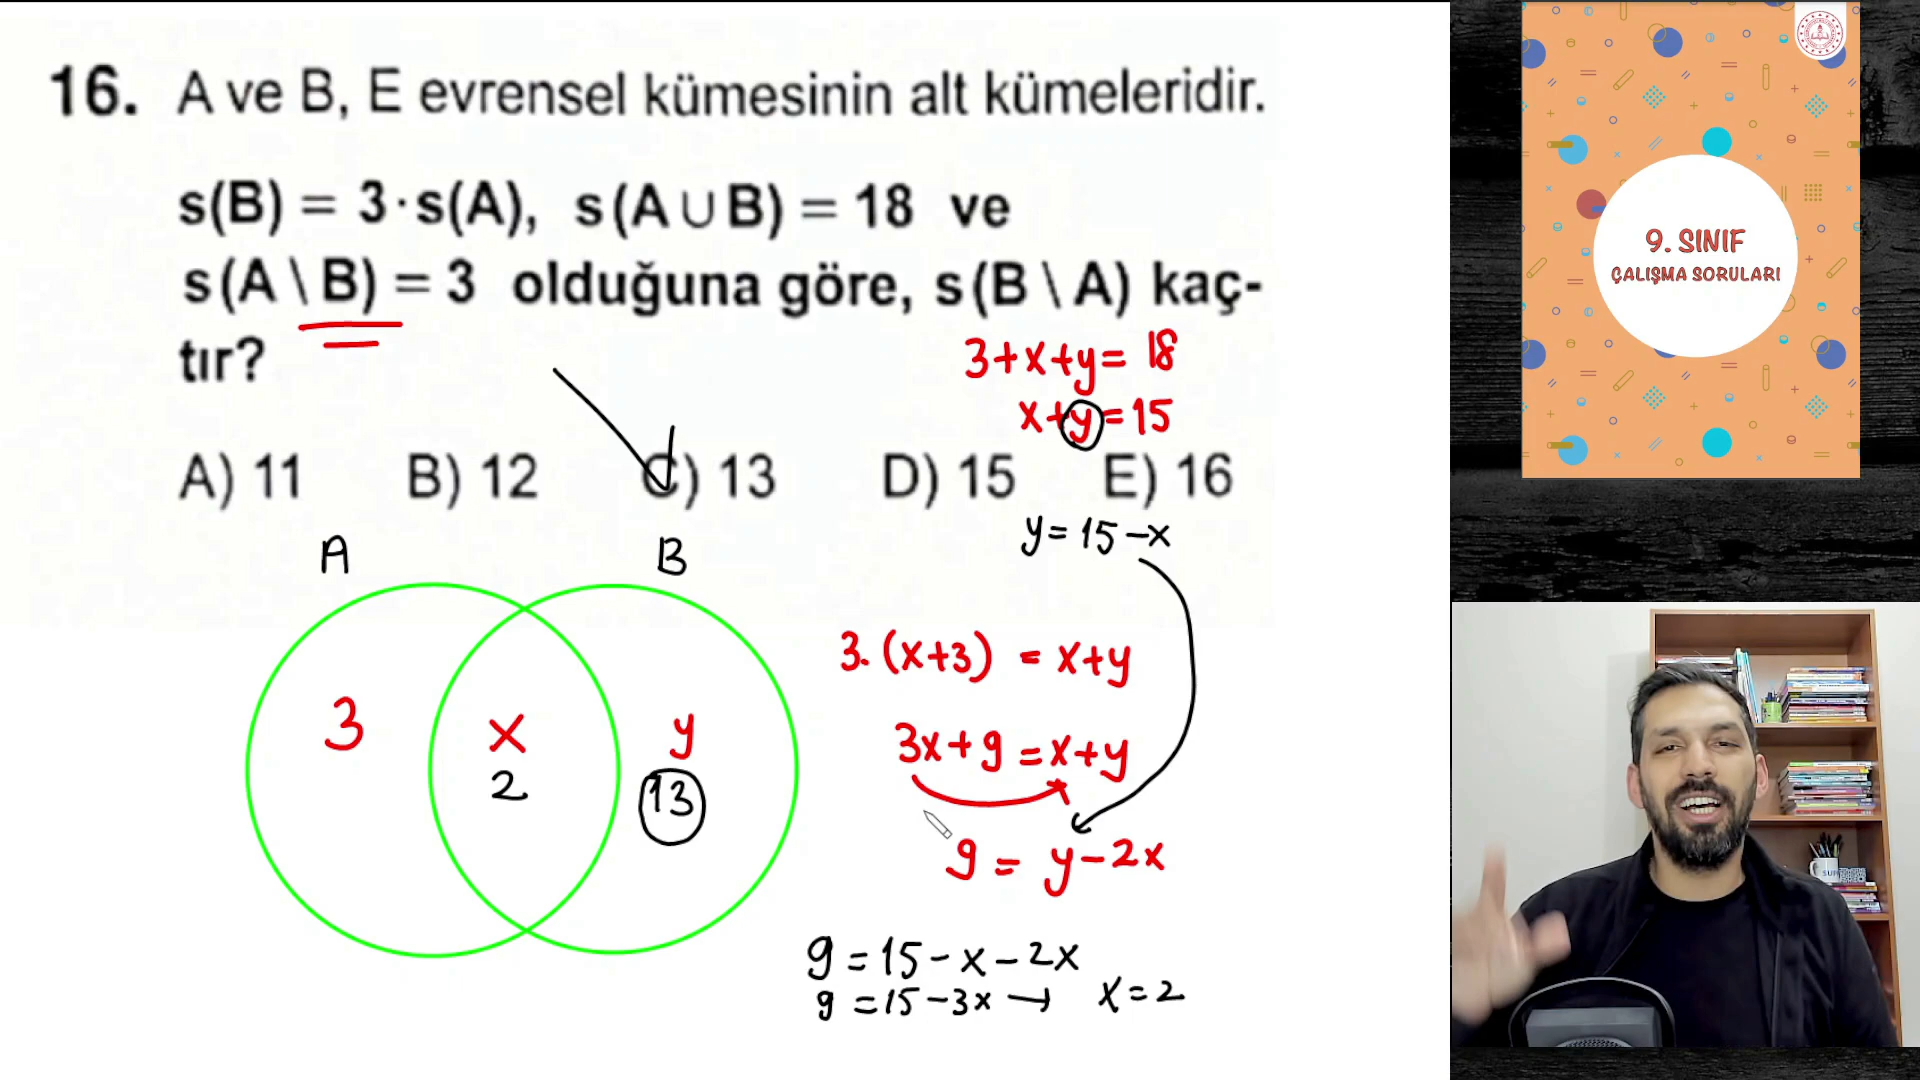 16. A ve B, E evrensel kümesinin alt kümeleridir.
s(B) = 3·s(A), s(A∪B) = 18 ve
s(A \ B) = 3 olduğuna göre, s(B \ A) kaç-
tır?
3+x+y= 18
x+y=15
A) 11 B) 12 C) 13 D) 15 E) 16
y= 15-x
A B
3 x y
2 13
3.(x+3) = x+y
3x+9=x+y
9 = y-2x
9=15-x-2x
9=15-3x → x=2
9. SINIF
ÇALIŞMA SORULARI